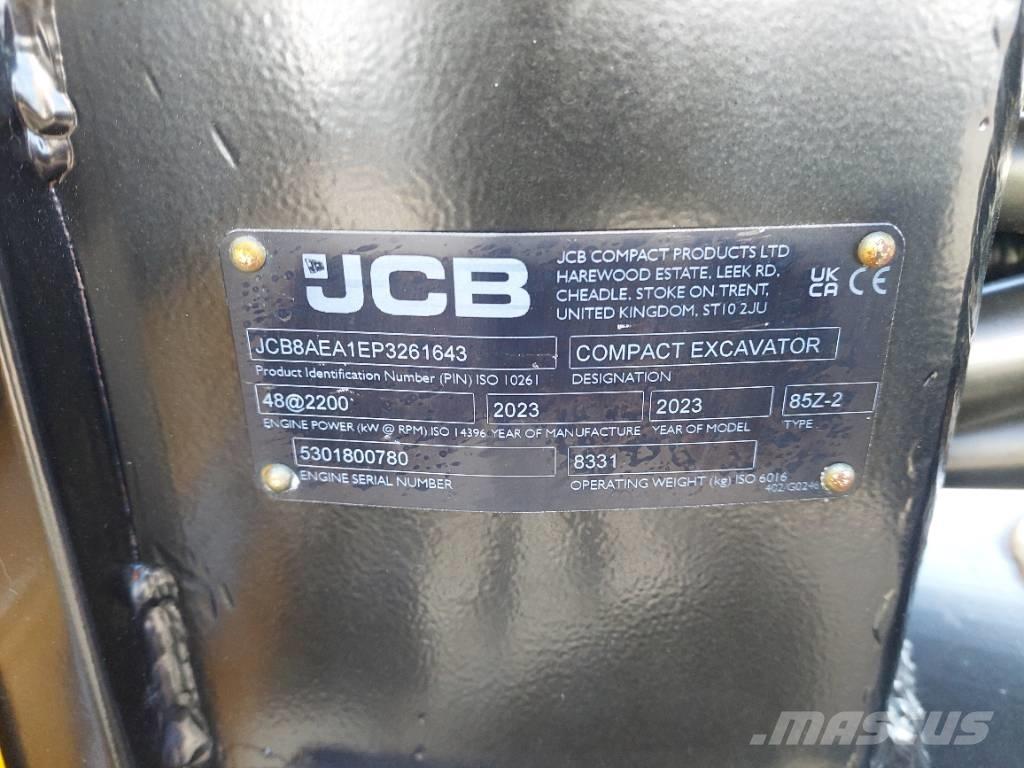 JCB
JCB COMPACT PRODUCTS LTD
HAREWOOD ESTATE, LEEK RD,
CHEADLE, STOKE ON TRENT,
UNITED KINGDOM, ST10 2JU
UK
CA CE
JCB8AEA1EP3261643 COMPACT EXCAVATOR
Product Identification Number (PIN) ISO 10261 DESIGNATION
48@2200 2023 2023 85Z-2
ENGINE POWER (kW @ RPM) ISO 14396 YEAR OF MANUFACTURE YEAR OF MODEL TYPE
5301800780 8331
ENGINE SERIAL NUMBER OPERATING WEIGHT (kg) ISO 6016
MASCUS